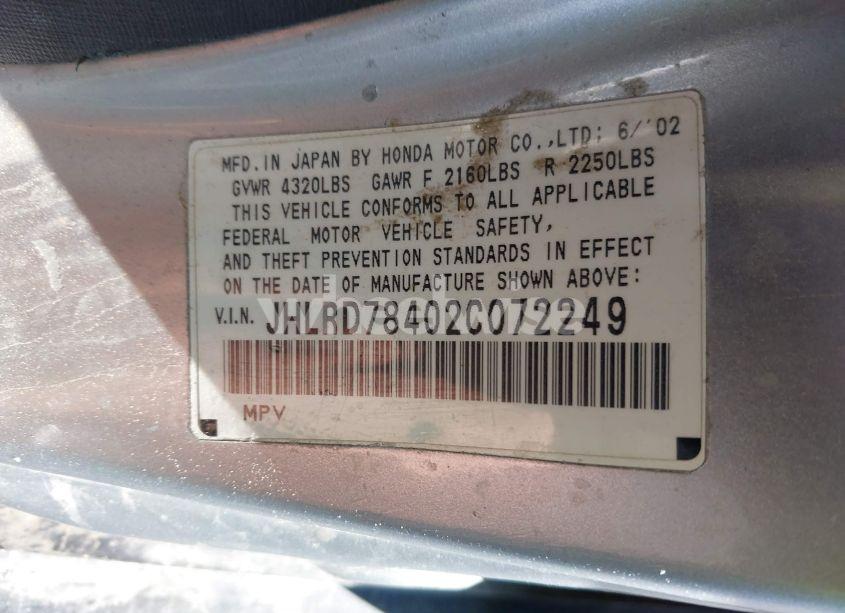 MFD.IN JAPAN BY HONDA MOTOR CO.,LTD; 6/'02
GVWR 4320LBS GAWR F 2160LBS R 2250LBS
THIS VEHICLE CONFORMS TO ALL APPLICABLE
FEDERAL MOTOR VEHICLE SAFETY,
AND THEFT PREVENTION STANDARDS IN EFFECT
ON THE DATE OF MANUFACTURE SHOWN ABOVE:
V.I.N. JHLRD78402C072249
MPV